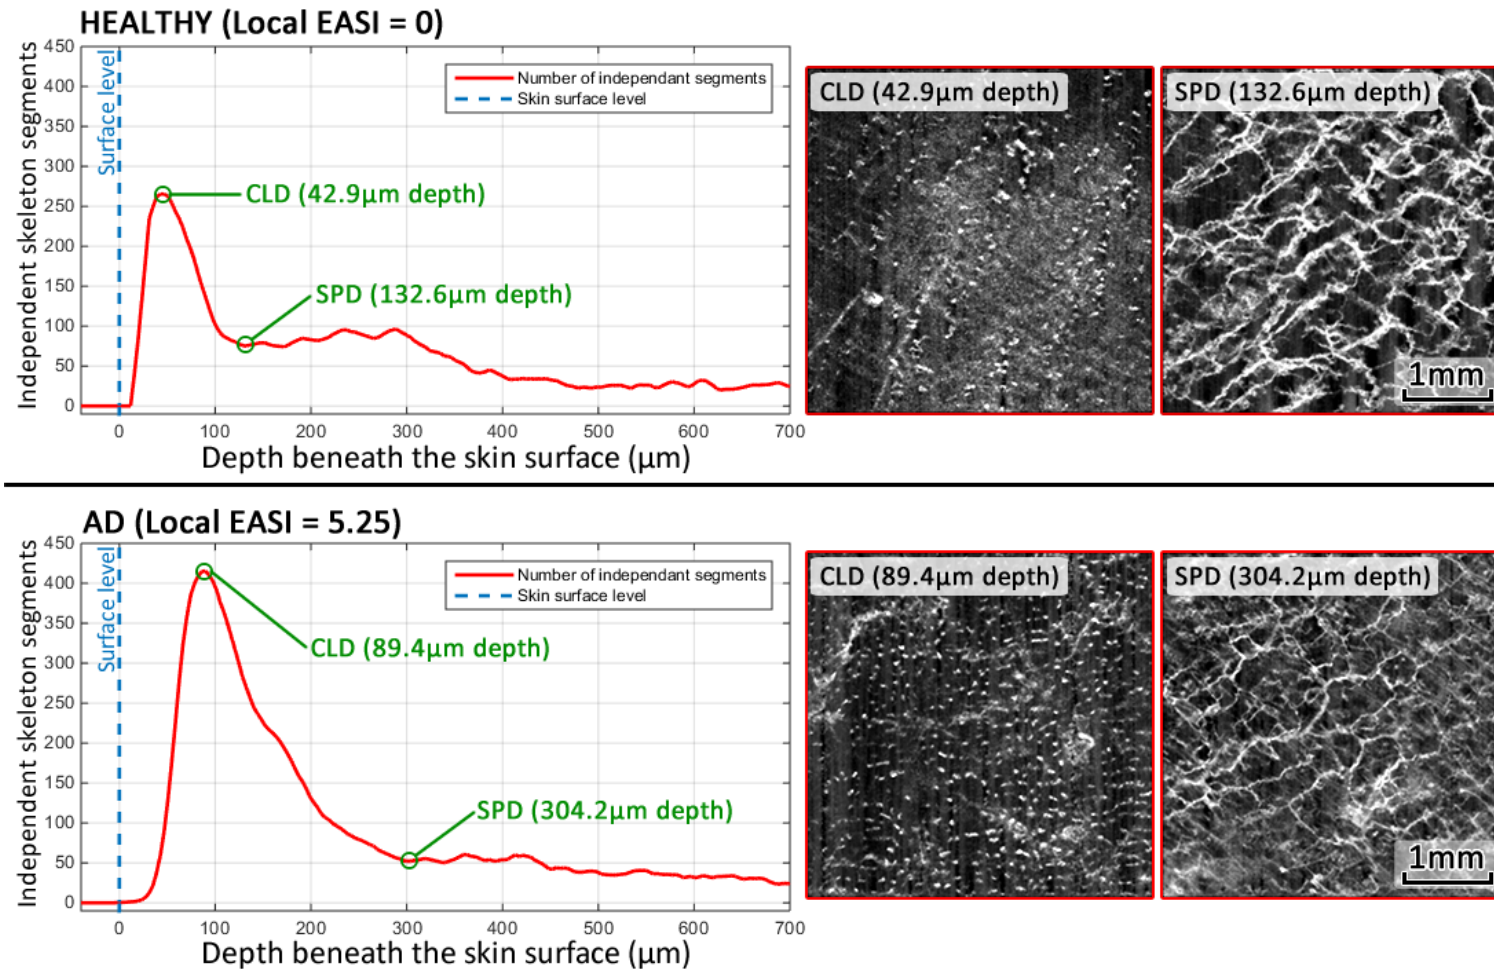 HEALTHY (Local EASI = 0)
Independent skeleton segments
450
400
350
300
250
200
150
100
50
0
Surface level
Number of independant segments
Skin surface level
CLD (42.9µm depth)
SPD (132.6µm depth)
0 100 200 300 400 500 600 700
Depth beneath the skin surface (µm)
CLD (42.9µm depth)
SPD (132.6µm depth)
1mm
AD (Local EASI = 5.25)
Independent skeleton segments
450
400
350
300
250
200
150
100
50
0
Surface level
Number of independant segments
Skin surface level
CLD (89.4µm depth)
SPD (304.2µm depth)
0 100 200 300 400 500 600 700
Depth beneath the skin surface (µm)
CLD (89.4µm depth)
SPD (304.2µm depth)
1mm